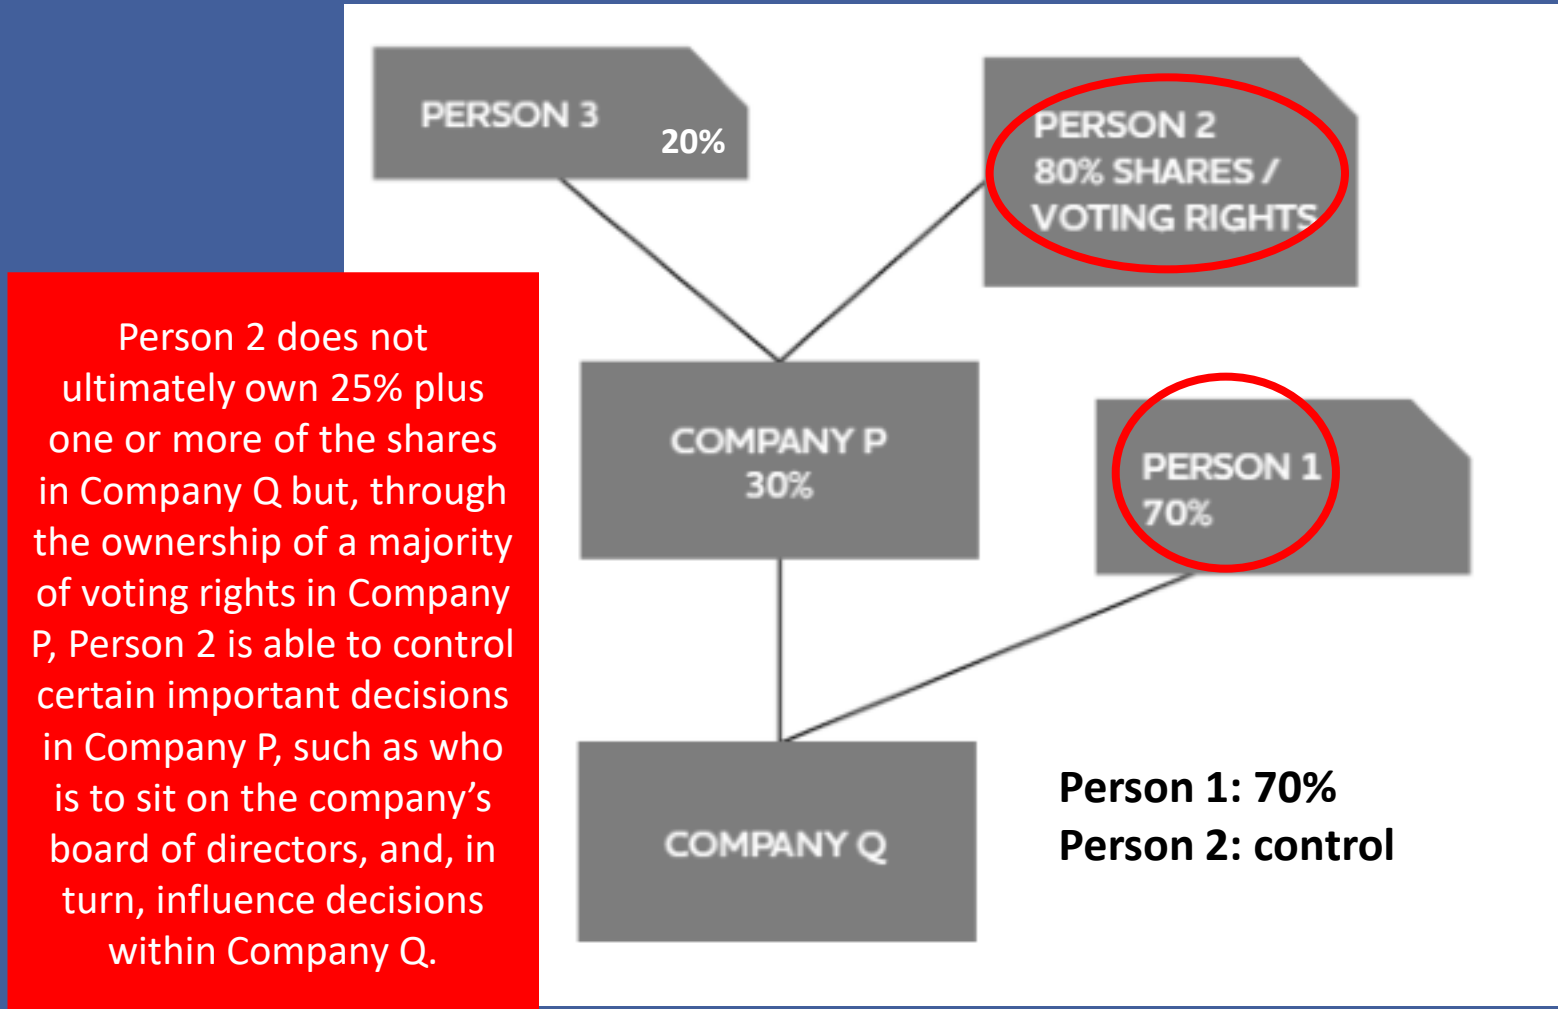 PERSON 3
20%
PERSON 2
80% SHARES /
VOTING RIGHTS
Person 2 does not
ultimately own 25% plus
one or more of the shares
in Company Q but, through
the ownership of a majority
of voting rights in Company
P, Person 2 is able to control
certain important decisions
in Company P, such as who
is to sit on the company’s
board of directors, and, in
turn, influence decisions
within Company Q.
COMPANY P
30%
PERSON 1
70%
COMPANY Q
Person 1: 70%
Person 2: control